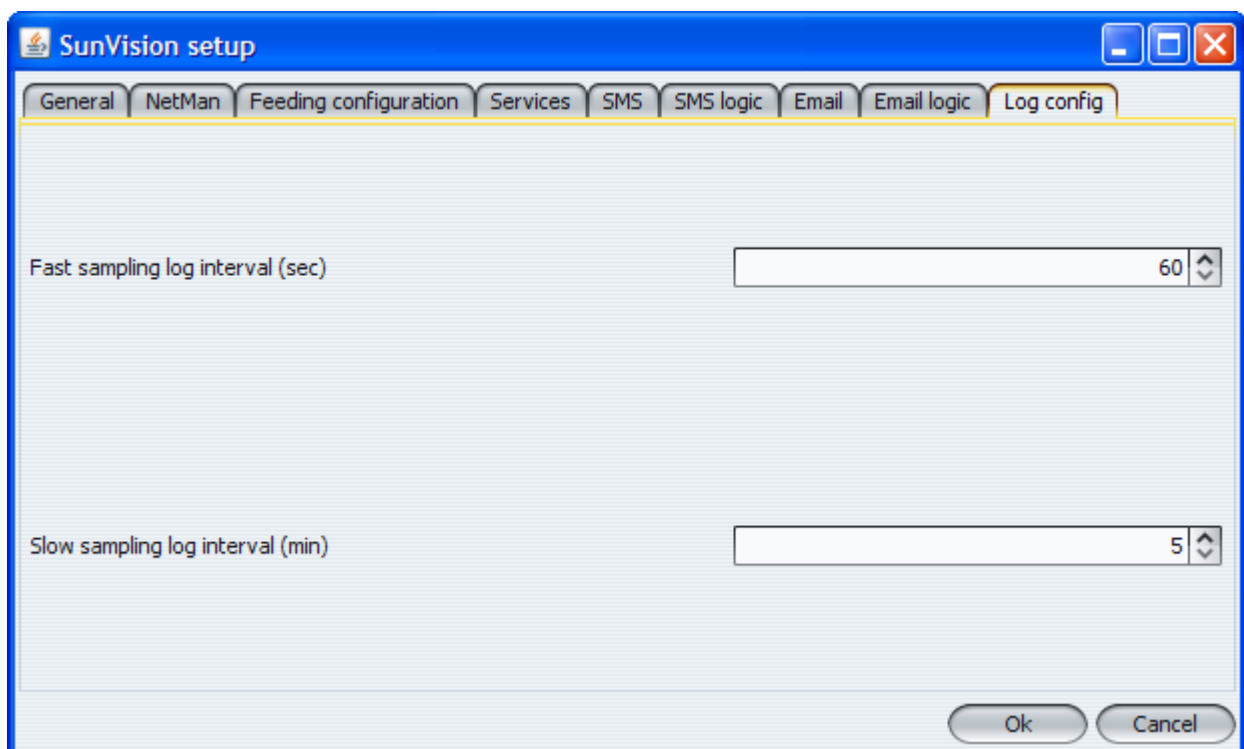 SunVision setup
General NetMan Feeding configuration Services SMS SMS logic Email Email logic Log config
Fast sampling log interval (sec) 60
Slow sampling log interval (min) 5
Ok Cancel